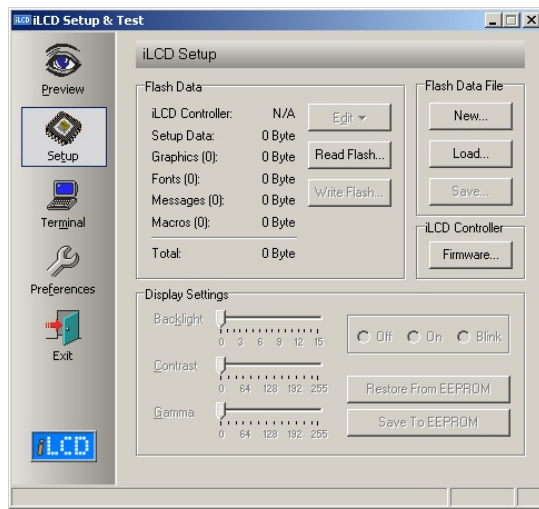 iLCD iLCD Setup & Test
Preview
Setup
Terminal
Preferences
Exit
iLCD
iLCD Setup
Flash Data
iLCD Controller: N/A
Setup Data: 0 Byte
Graphics (0): 0 Byte
Fonts (0): 0 Byte
Messages (0): 0 Byte
Macros (0): 0 Byte
Total: 0 Byte
Edit
Read Flash...
Write Flash...
Flash Data File
New...
Load...
Save...
iLCD Controller
Firmware...
Display Settings
Backlight
0 3 6 9 12 15
Contrast
0 64 128 192 255
Gamma
0 64 128 192 255
Off On Blink
Restore From EEPROM
Save To EEPROM